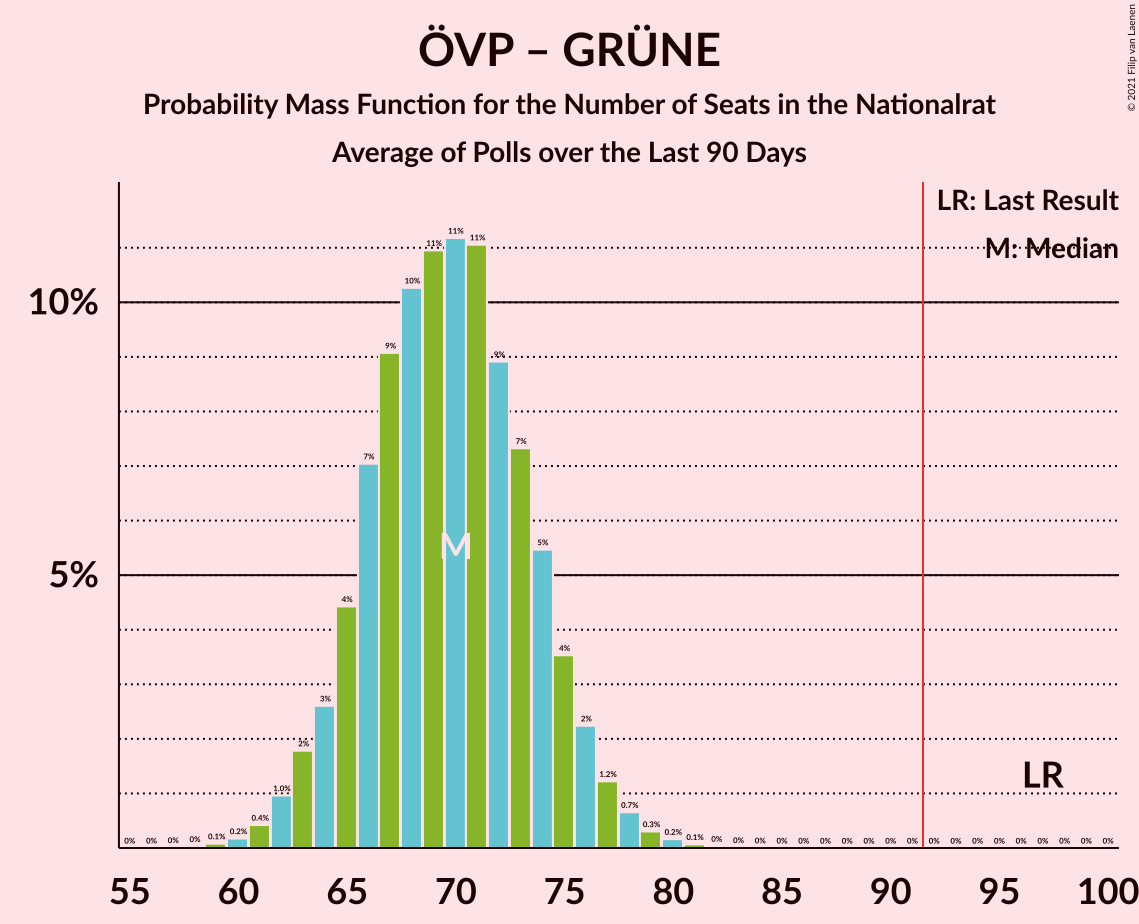 ÖVP – GRÜNE
Probability Mass Function for the Number of Seats in the Nationalrat
Average of Polls over the Last 90 Days
© 2021 Filip van Laenen
LR: Last Result
M: Median
10%
5%
0% 0% 0% 0% 0.1% 0.2% 0.4% 1.0% 2% 3% 4% 7% 9% 10% 11% 11% 11% 9% 7% 5% 4% 2% 1.2% 0.7% 0.3% 0.2% 0.1% 0% 0% 0% 0% 0% 0% 0% 0% 0% 0% 0% 0% 0% 0% 0% 0% 0% 0% 0%
M
LR
55 60 65 70 75 80 85 90 95 100